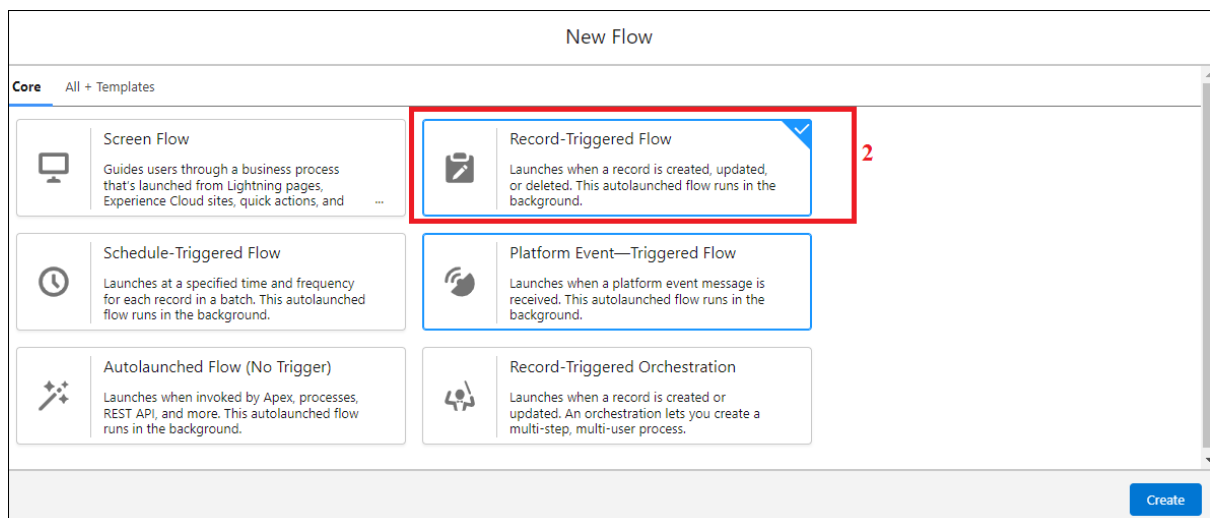 New Flow
Core All + Templates
Screen Flow
Guides users through a business process
that's launched from Lightning pages,
Experience Cloud sites, quick actions, and ...
Record-Triggered Flow
Launches when a record is created, updated,
or deleted. This autolaunched flow runs in the
background.
2
Schedule-Triggered Flow
Launches at a specified time and frequency
for each record in a batch. This autolaunched
flow runs in the background.
Platform Event—Triggered Flow
Launches when a platform event message is
received. This autolaunched flow runs in the
background.
Autolaunched Flow (No Trigger)
Launches when invoked by Apex, processes,
REST API, and more. This autolaunched flow
runs in the background.
Record-Triggered Orchestration
Launches when a record is created or
updated. An orchestration lets you create a
multi-step, multi-user process.
Create